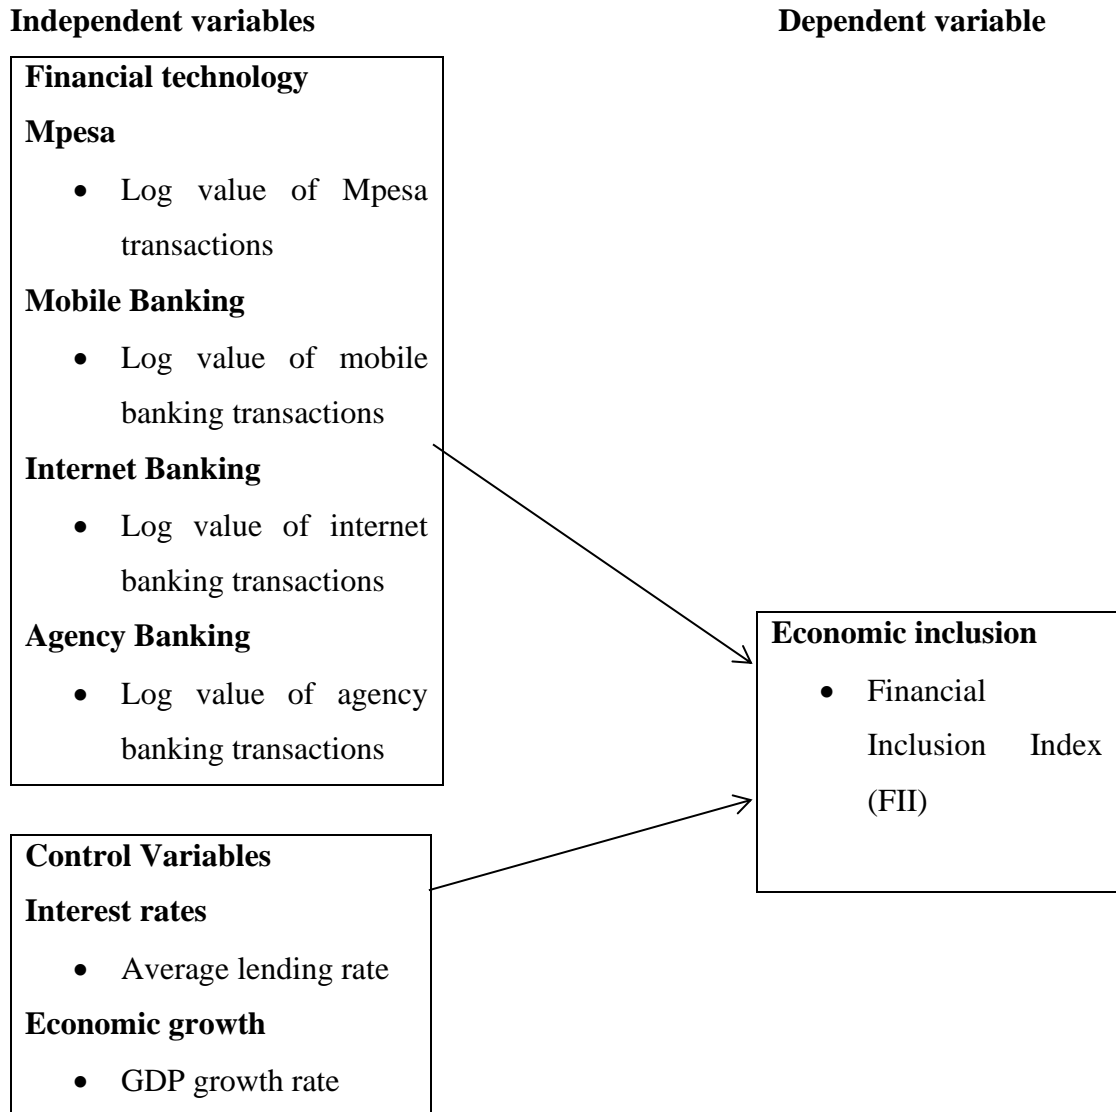 Independent variables
Dependent variable
Financial technology
Mpesa
• Log value of Mpesa
transactions
Mobile Banking
• Log value of mobile
banking transactions
Internet Banking
• Log value of internet
banking transactions
Agency Banking
• Log value of agency
banking transactions
Economic inclusion
• Financial
Inclusion Index
(FII)
Control Variables
Interest rates
• Average lending rate
Economic growth
• GDP growth rate